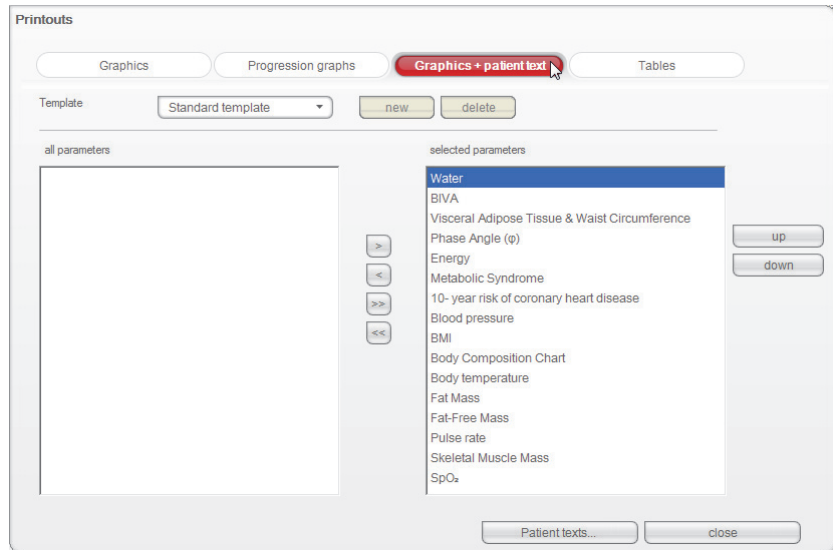 Printouts
Graphics
Progression graphs
Graphics + patient text
Tables
Template
Standard template
new
delete
all parameters
selected parameters
Water
BIVA
Visceral Adipose Tissue & Waist Circumference
Phase Angle (φ)
Energy
Metabolic Syndrome
10- year risk of coronary heart disease
Blood pressure
BMI
Body Composition Chart
Body temperature
Fat Mass
Fat-Free Mass
Pulse rate
Skeletal Muscle Mass
SpO₂
>
<
>>
<<
up
down
Patient texts...
close